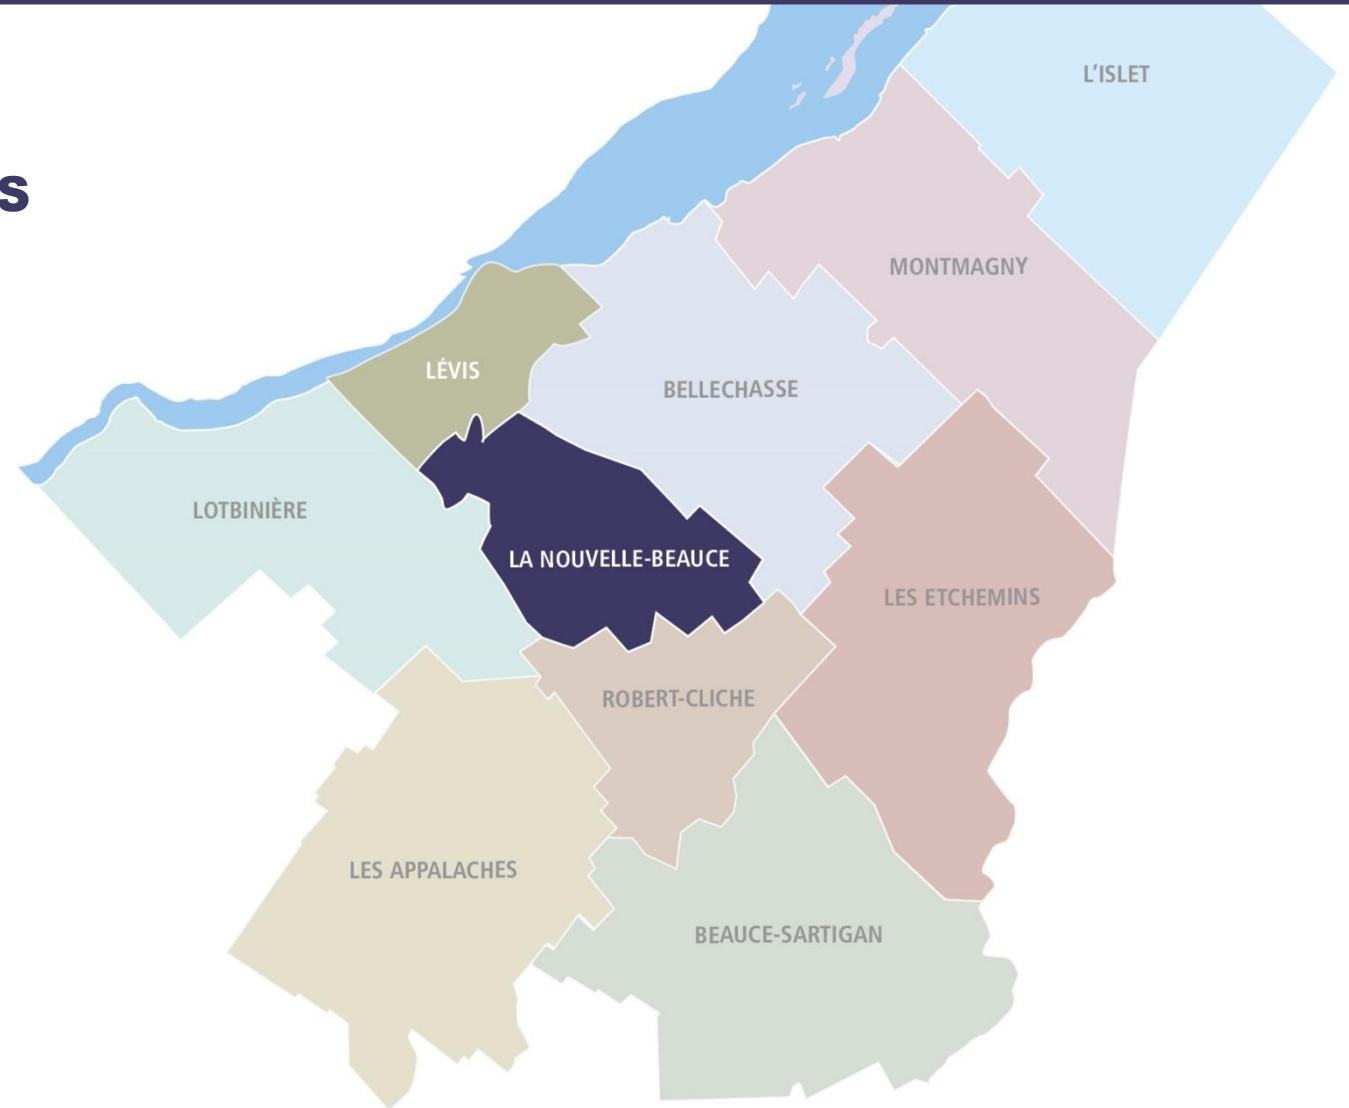 L'ISLET
s
MONTMAGNY
LÉVIS
BELLECHASSE
LOTBINIÈRE
LA NOUVELLE-BEAUCE
LES ETCHEMINS
ROBERT-CLICHE
LES APPALACHES
BEAUCE-SARTIGAN